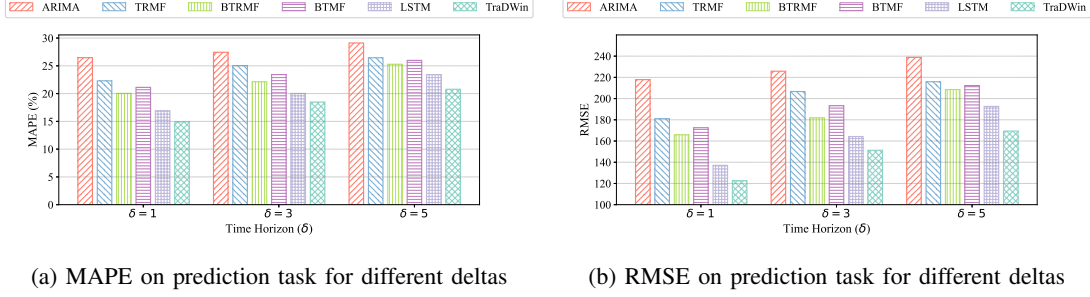 ARIMA TRMF BTRMF BTMF LSTM TraDWin
30
25
20
15
10
5
0
MAPE (%)
δ = 1 δ = 3 δ = 5
Time Horizon (δ)
(a) MAPE on prediction task for different deltas
ARIMA TRMF BTRMF BTMF LSTM TraDWin
240
220
200
180
160
140
120
100
RMSE
δ = 1 δ = 3 δ = 5
Time Horizon (δ)
(b) RMSE on prediction task for different deltas